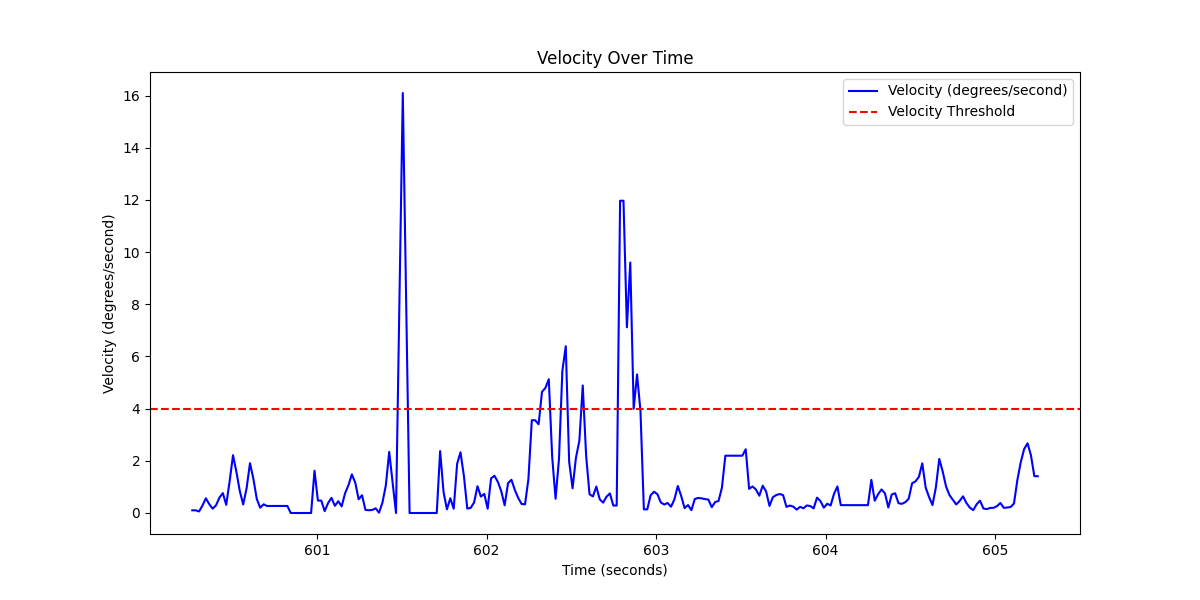 Velocity Over Time
Velocity (degrees/second)
Velocity Threshold
16
14
12
10
8
6
4
2
0
Velocity (degrees/second)
601
602
603
604
605
Time (seconds)